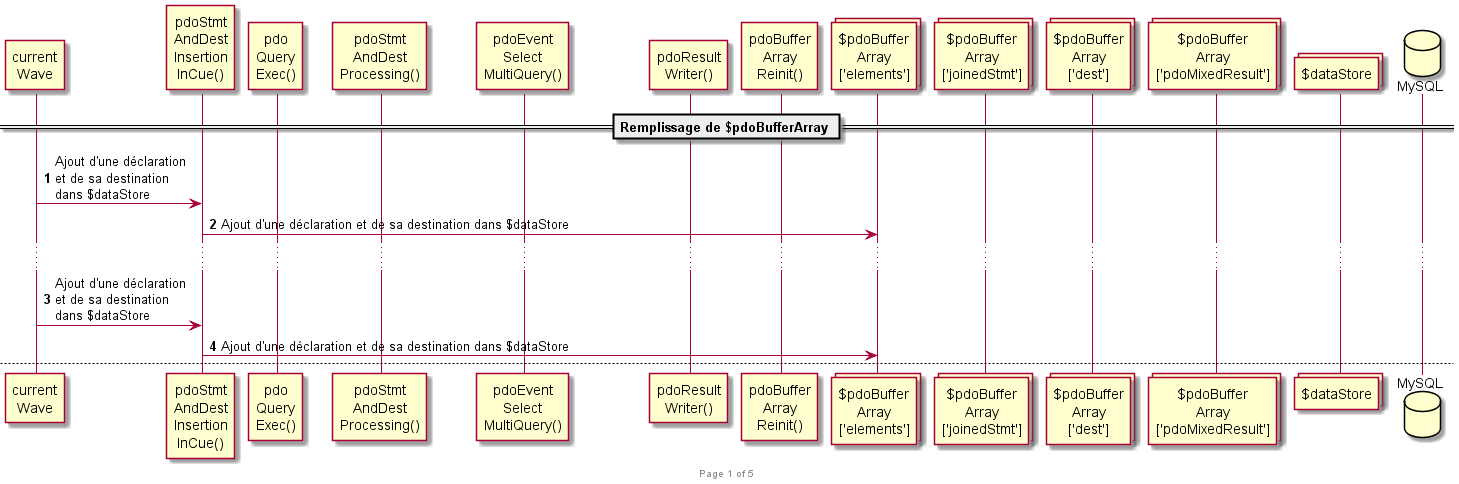 current
Wave
pdoStmt
AndDest
Insertion
InCue()
pdo
Query
Exec()
pdoStmt
AndDest
Processing()
pdoEvent
Select
MultiQuery()
pdoResult
Writer()
pdoBuffer
Array
Reinit()
$pdoBuffer
Array
['elements']
$pdoBuffer
Array
['joinedStmt']
$pdoBuffer
Array
['dest']
$pdoBuffer
Array
['pdoMixedResult']
$dataStore
MySQL
Remplissage de $pdoBufferArray
Ajout d'une déclaration
1 et de sa destination
dans $dataStore
2 Ajout d'une déclaration et de sa destination dans $dataStore
Ajout d'une déclaration
3 et de sa destination
dans $dataStore
4 Ajout d'une déclaration et de sa destination dans $dataStore
current
Wave
pdoStmt
AndDest
Insertion
InCue()
pdo
Query
Exec()
pdoStmt
AndDest
Processing()
pdoEvent
Select
MultiQuery()
pdoResult
Writer()
pdoBuffer
Array
Reinit()
$pdoBuffer
Array
['elements']
$pdoBuffer
Array
['joinedStmt']
$pdoBuffer
Array
['dest']
$pdoBuffer
Array
['pdoMixedResult']
$dataStore
MySQL
Page 1 of 5